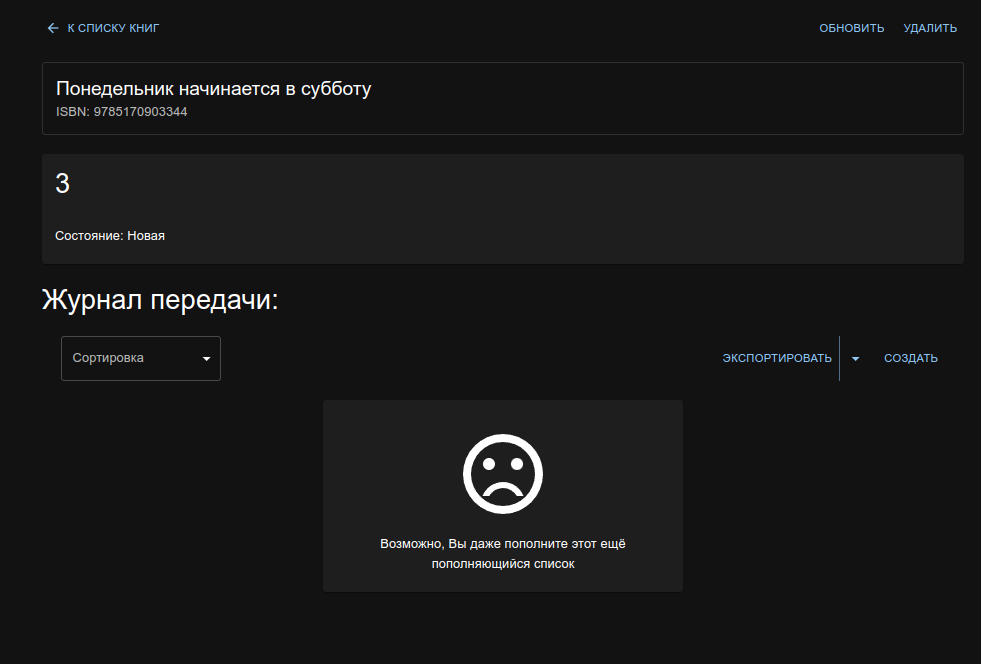 К СПИСКУ КНИГ
ОБНОВИТЬ УДАЛИТЬ
Понедельник начинается в субботу
ISBN: 9785170903344
3
Состояние: Новая
Журнал передачи:
Сортировка
ЭКСПОРТИРОВАТЬ СОЗДАТЬ
Возможно, Вы даже пополните этот ещё
пополняющийся список